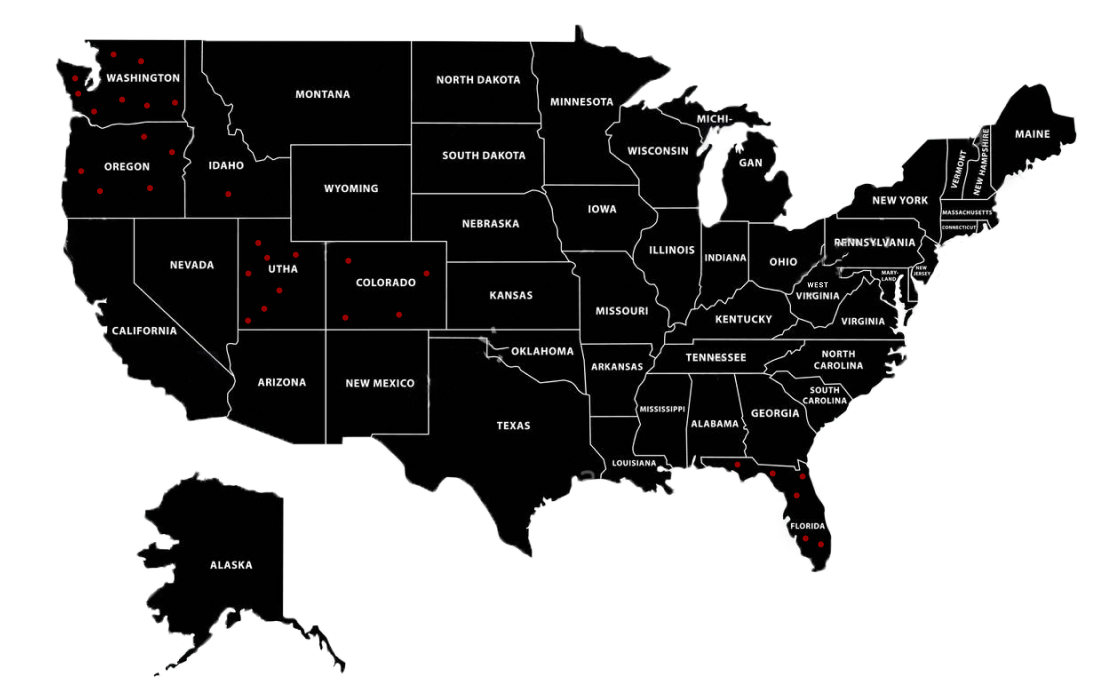 WASHINGTON
MONTANA
NORTH DAKOTA
MINNESOTA
MICHI-
GAN
MAINE
VERMONT
NEW HAMPSHIRE
OREGON
IDAHO
SOUTH DAKOTA
WISCONSIN
WYOMING
NEW YORK
MASSACHUSETTS
CONNECTICUT
IOWA
NEBRASKA
ILLINOIS
INDIANA
OHIO
PENNSYLVANIA
NEVADA
UTHA
COLORADO
KANSAS
MISSOURI
WEST
VIRGINIA
MARY-
LAND
NEW
JERSEY
KENTUCKY
VIRGINIA
CALIFORNIA
ARIZONA
NEW MEXICO
OKLAHOMA
ARKANSAS
TENNESSEE
NORTH
CAROLINA
SOUTH
CAROLINA
TEXAS
MISSISSIPPI
ALABAMA
GEORGIA
LOUISIANA
FLORIDA
ALASKA